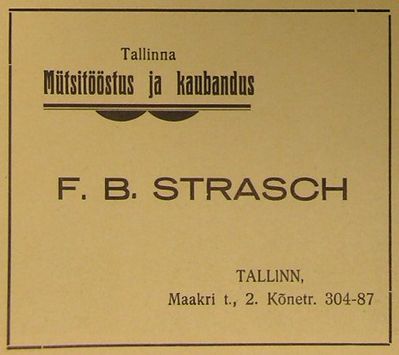 Tallinna
Mütsitööstus ja kaubandus
F. B. STRASCH
TALLINN,
Maakri t., 2. Kõnetr. 304-87